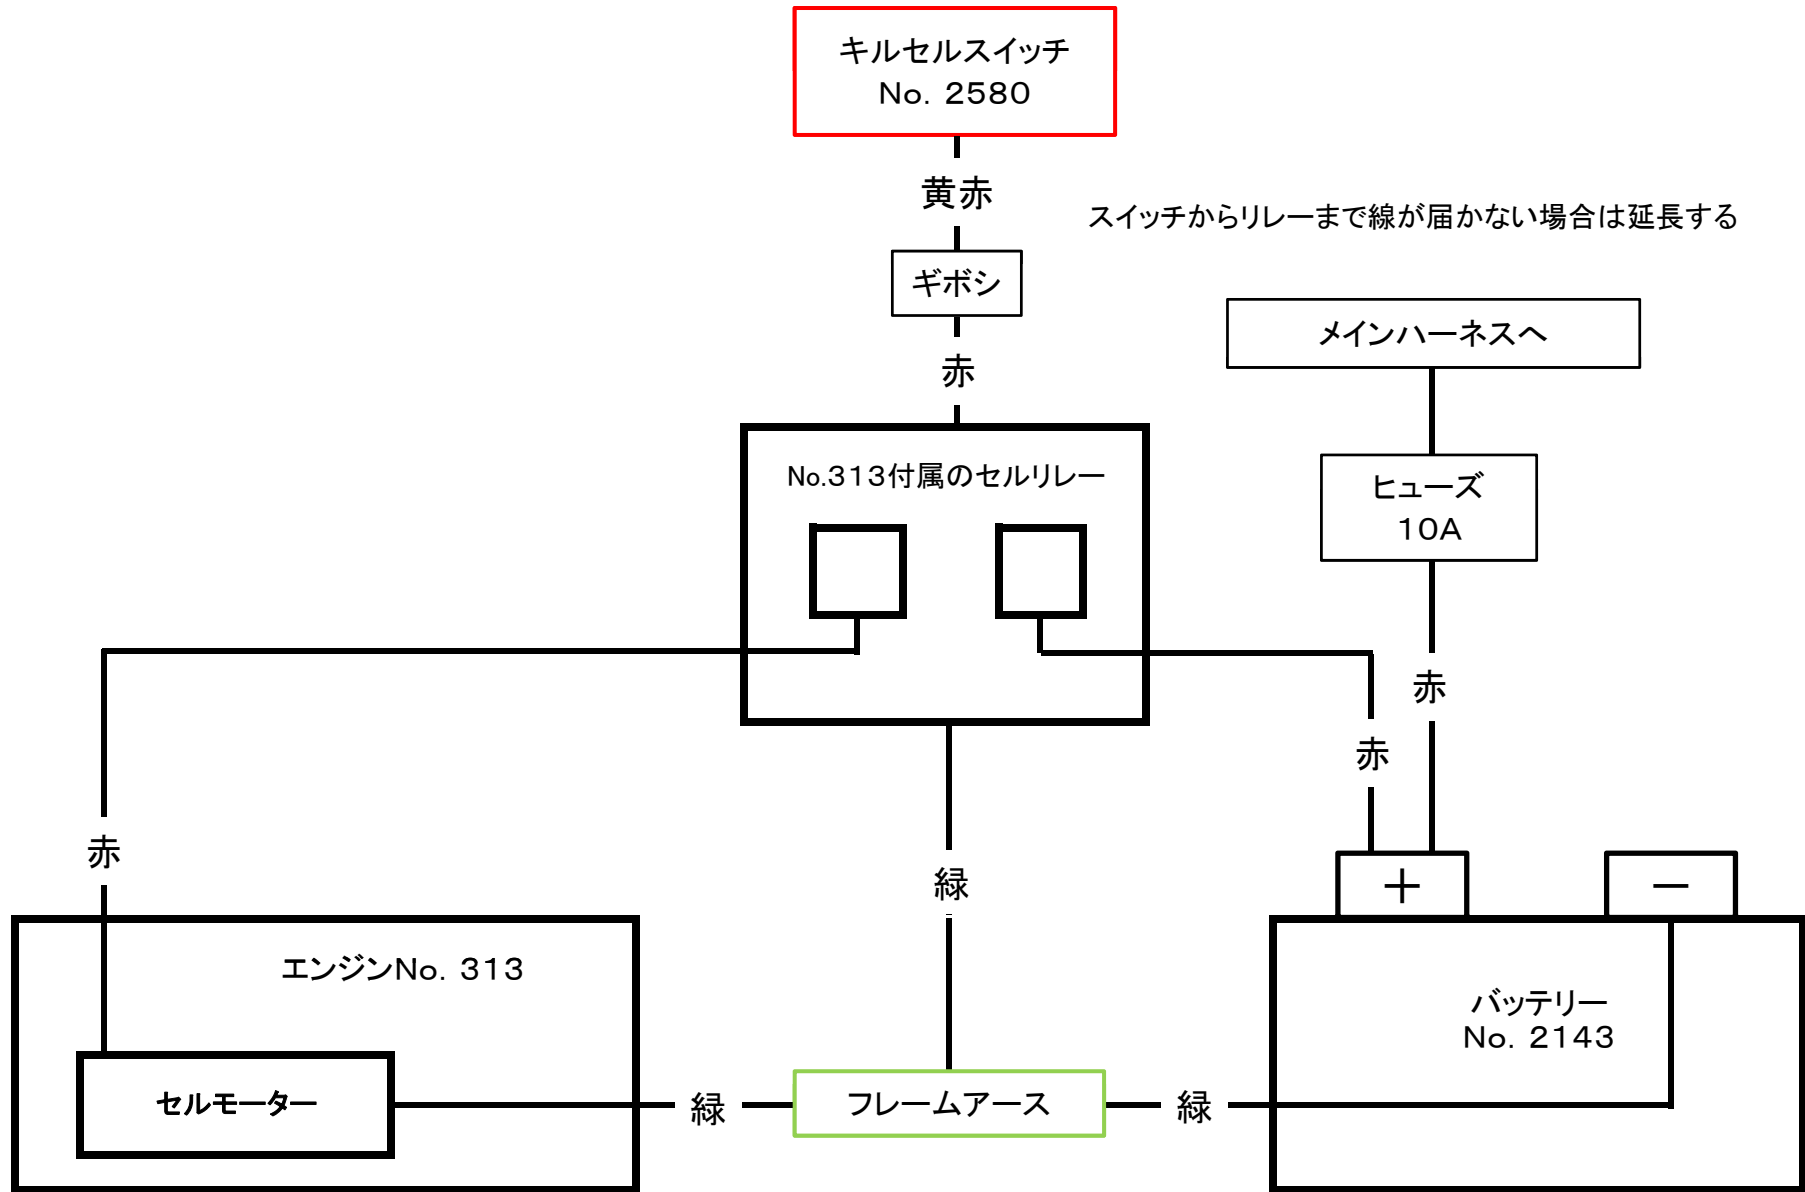 キルセルスイッチ
No. 2580
黄赤
スイッチからリレーまで線が届かない場合は延長する
ギボシ
メインハーネスへ
赤
No.313付属のセルリレー
ヒューズ
10A
赤
赤
赤
緑
＋
－
エンジンNo. 313
バッテリー
No. 2143
セルモーター
緑
フレームアース
緑